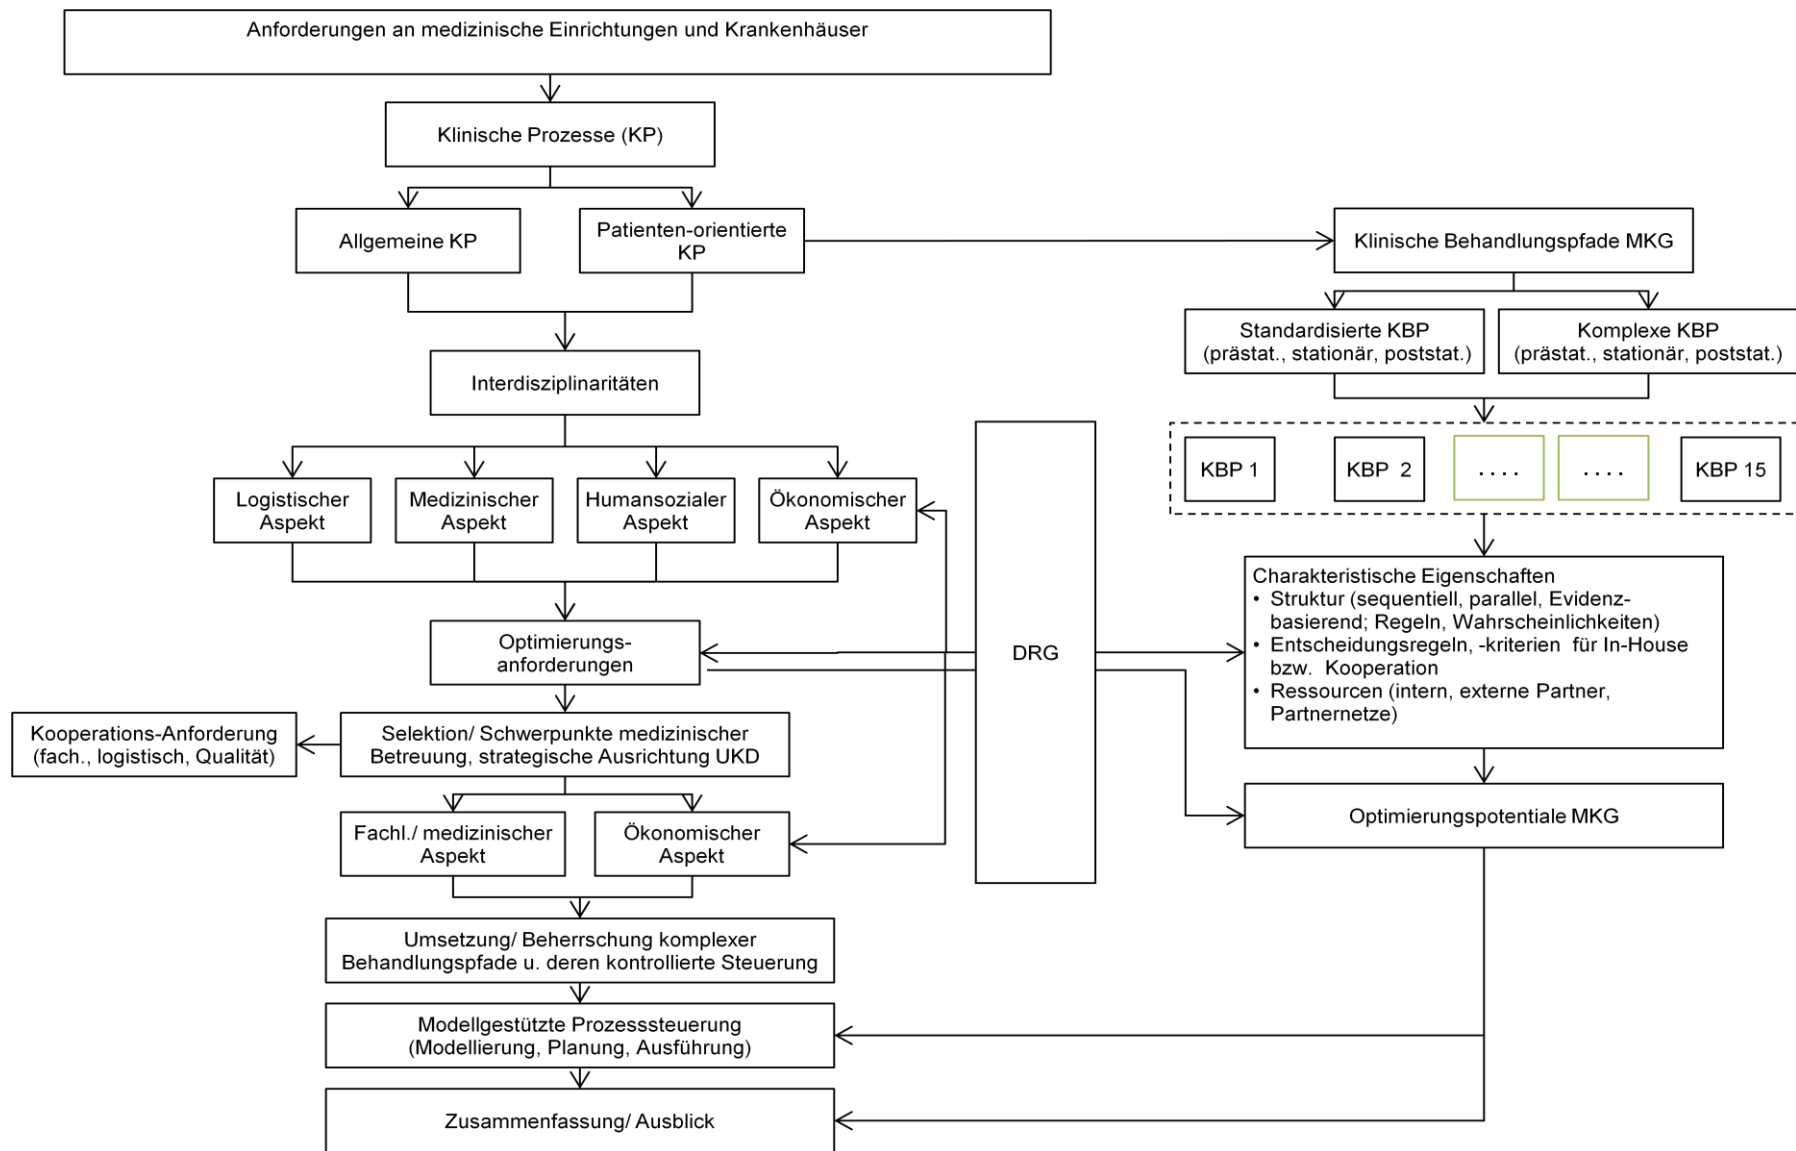 Anforderungen an medizinische Einrichtungen und Krankenhäuser
Klinische Prozesse (KP)
Allgemeine KP
Patienten-orientierte
KP
Klinische Behandlungspfade MKG
Standardisierte KBP
(prästat., stationär, poststat.)
Komplexe KBP
(prästat., stationär, poststat.)
Interdisziplinaritäten
KBP 1
KBP 2
. . . .
. . . .
KBP 15
Logistischer
Aspekt
Medizinischer
Aspekt
Humansozialer
Aspekt
Ökonomischer
Aspekt
Charakteristische Eigenschaften
• Struktur (sequentiell, parallel, Evidenz-
basierend; Regeln, Wahrscheinlichkeiten)
• Entscheidungsregeln, -kriterien für In-House
bzw. Kooperation
• Ressourcen (intern, externe Partner,
Partnernetze)
Optimierungs-
anforderungen
DRG
Kooperations-Anforderung
(fach., logistisch, Qualität)
Selektion/ Schwerpunkte medizinischer
Betreuung, strategische Ausrichtung UKD
Optimierungspotentiale MKG
Fachl./ medizinischer
Aspekt
Ökonomischer
Aspekt
Umsetzung/ Beherrschung komplexer
Behandlungspfade u. deren kontrollierte Steuerung
Modellgestützte Prozesssteuerung
(Modellierung, Planung, Ausführung)
Zusammenfassung/ Ausblick